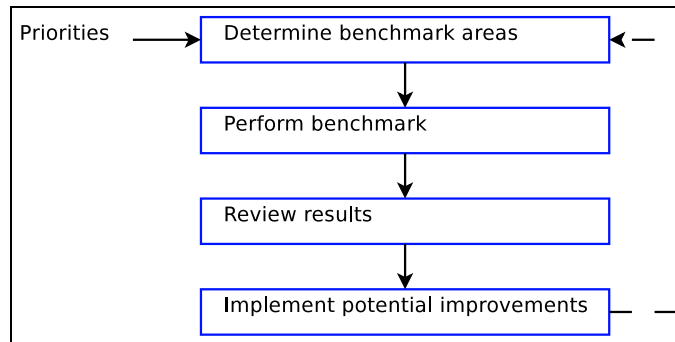 Priorities
Determine benchmark areas
Perform benchmark
Review results
Implement potential improvements